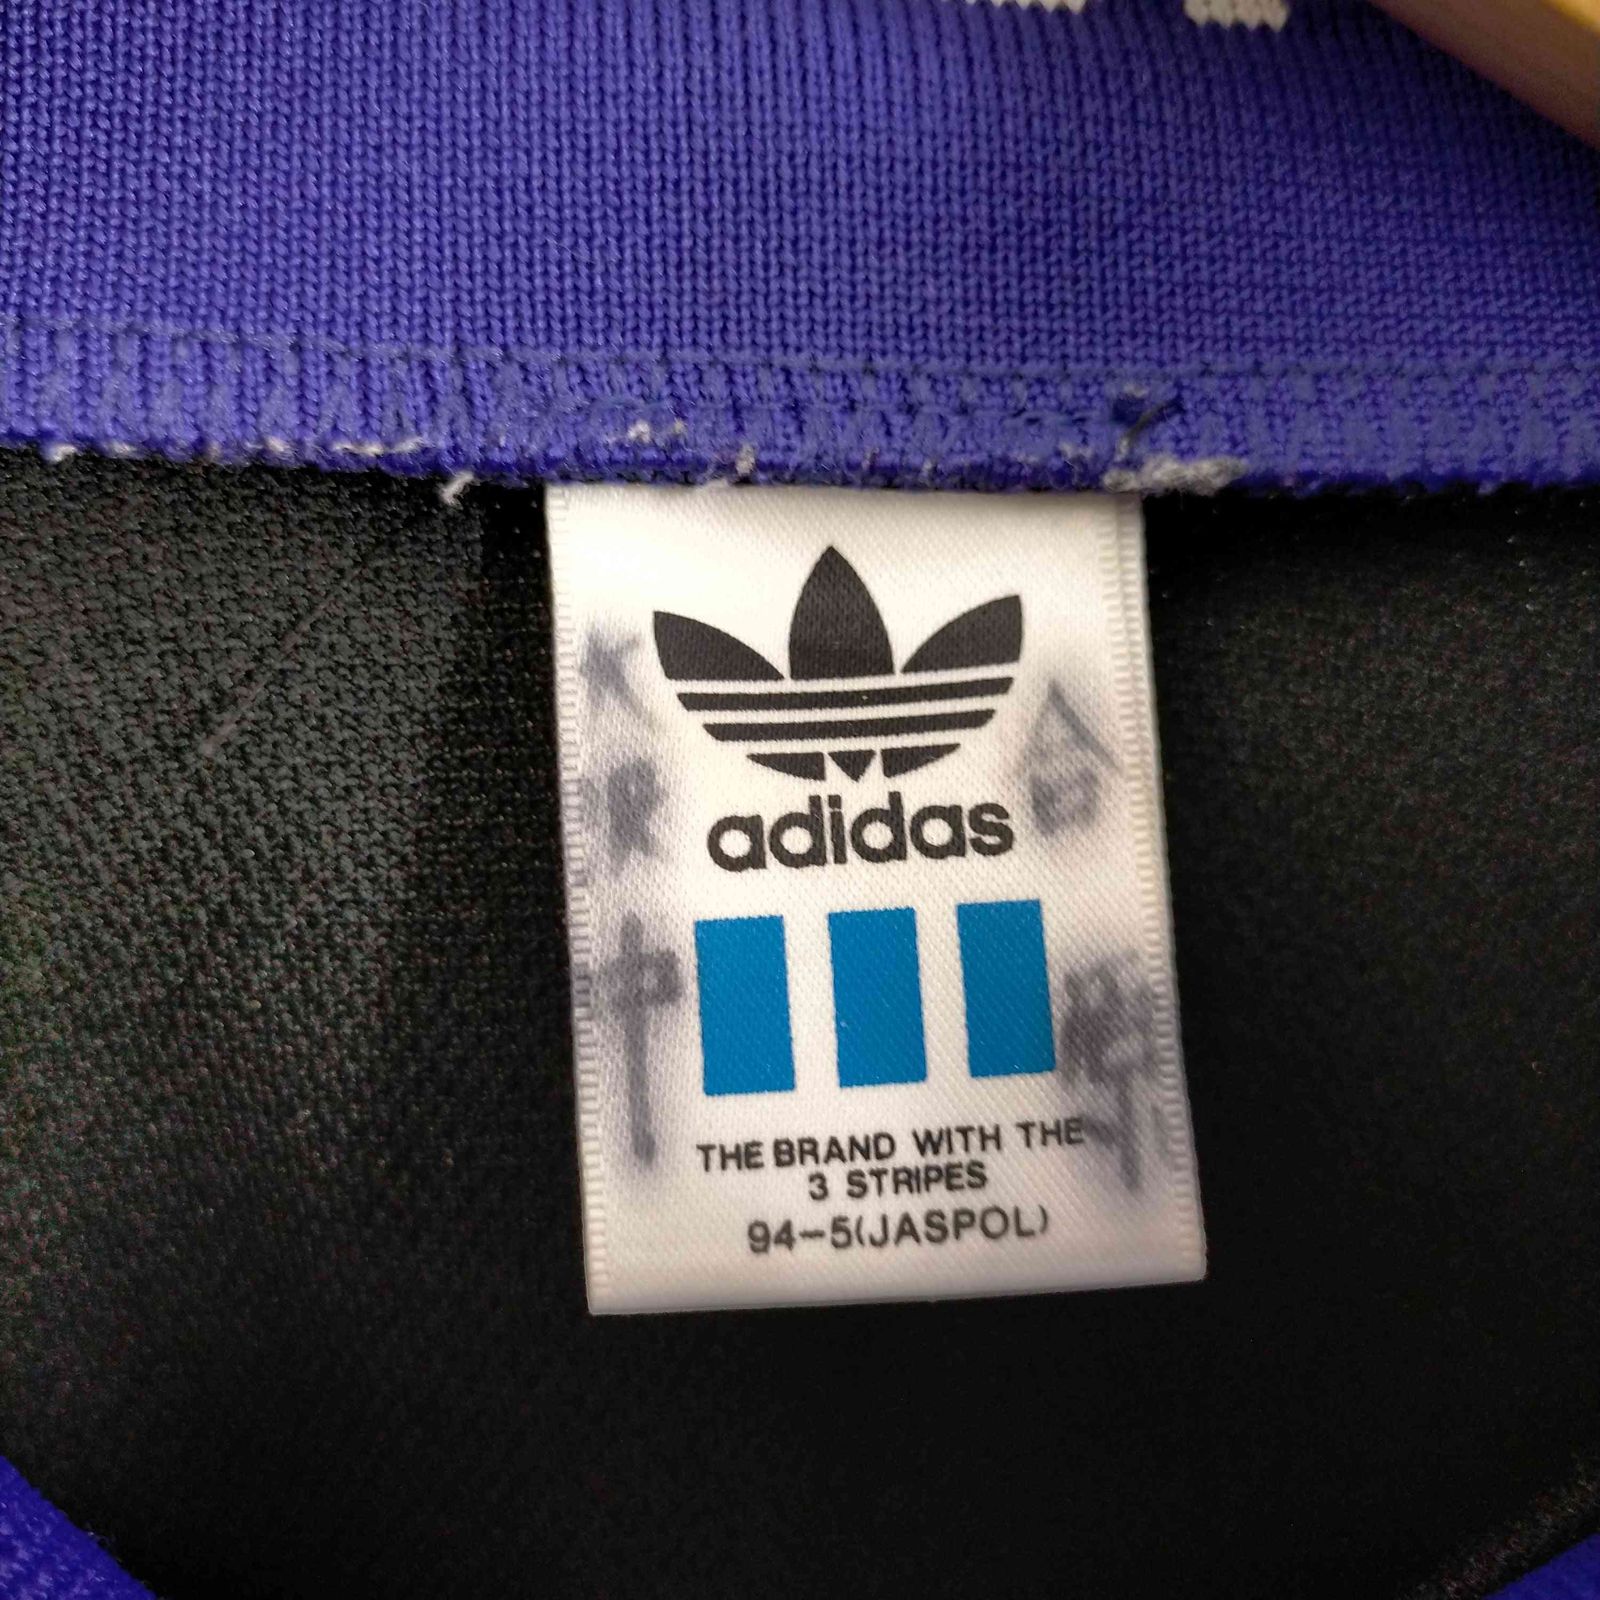 adidas
THE BRAND WITH THE
3 STRIPES
94-5(JASPOL)